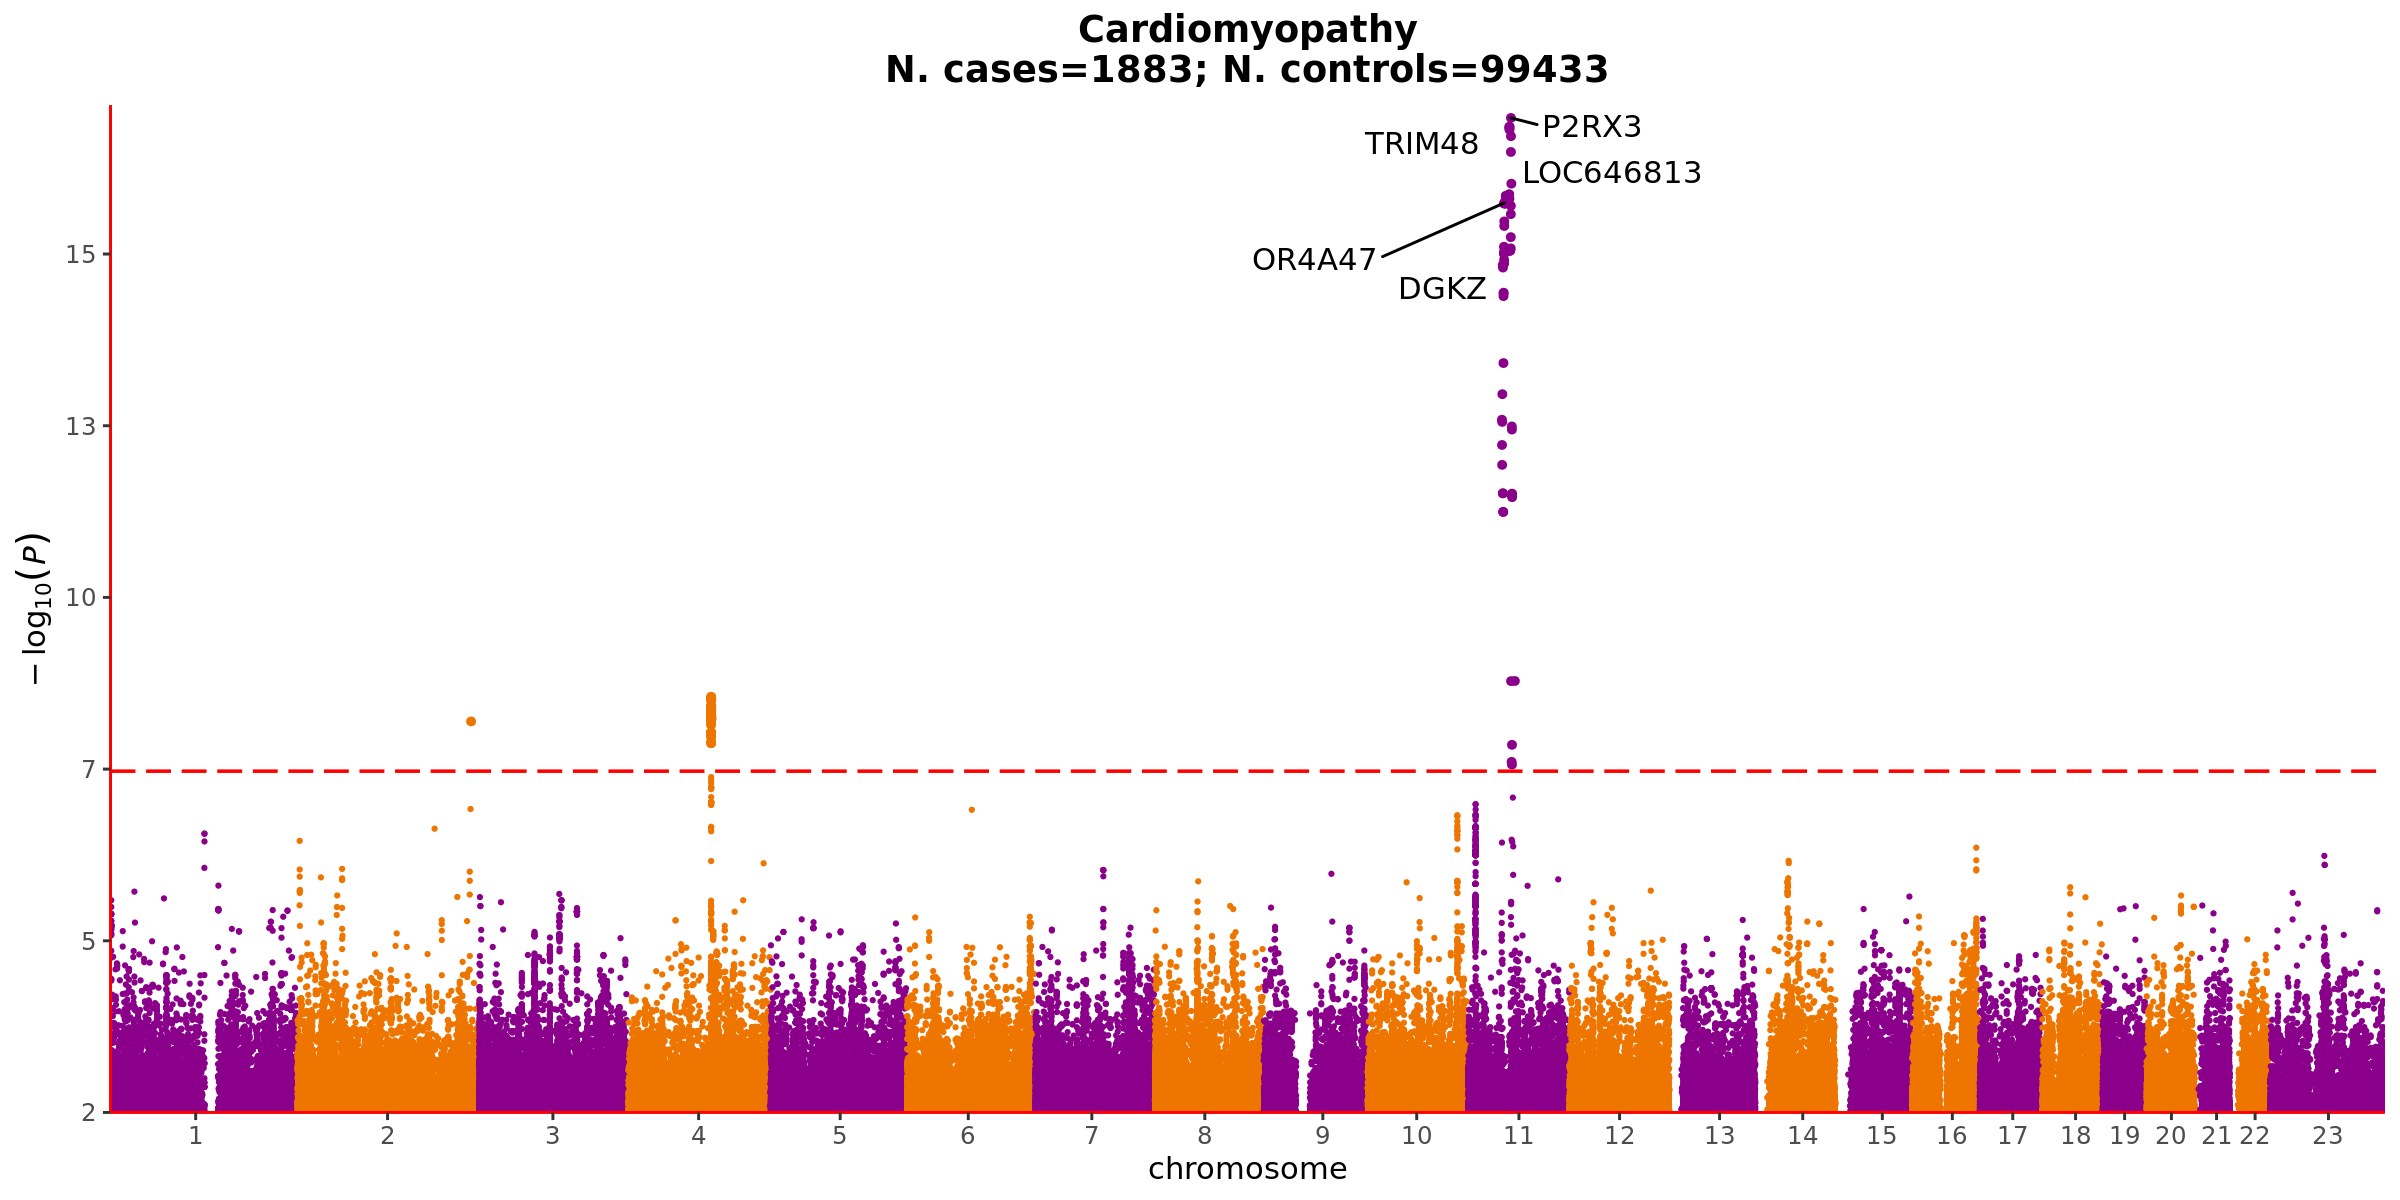 Cardiomyopathy
N. cases=1883; N. controls=99433
P2RX3
TRIM48
LOC646813
OR4A47
DGKZ
15
13
10
7
5
2
−log10(P)
1 2 3 4 5 6 7 8 9 10 11 12 13 14 15 16 17 18 19 20 21 22 23
chromosome